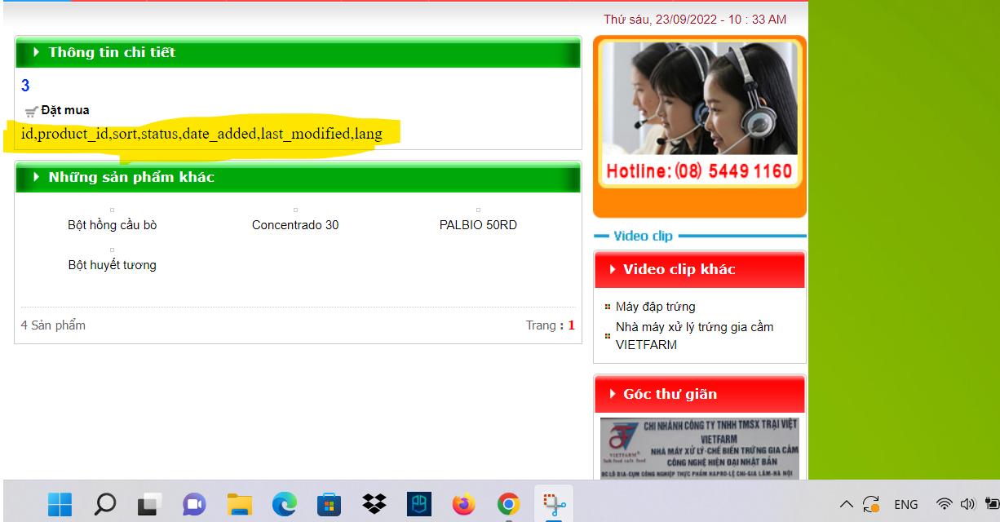 Thứ sáu, 23/09/2022 - 10 : 33 AM
Thông tin chi tiết
3
Đặt mua
id,product_id,sort,status,date_added,last_modified,lang
Những sản phẩm khác
Bột hồng cầu bò
Concentrado 30
PALBIO 50RD
Bột huyết tương
4 Sản phẩm
Trang : 1
Hotline: (08) 5449 1160
Video clip
Video clip khác
Máy đập trứng
Nhà máy xử lý trứng gia cầm
VIETFARM
Góc thư giãn
CHI NHÁNH CÔNG TY TNHH TMSX TRẠI VIỆT
VIETFARM
NHÀ MÁY XỬ LÝ-CHẾ BIẾN TRỨNG GIA CẦM
CÔNG NGHỆ HIỆN ĐẠI NHẬT BẢN
VIETFARM
ENG